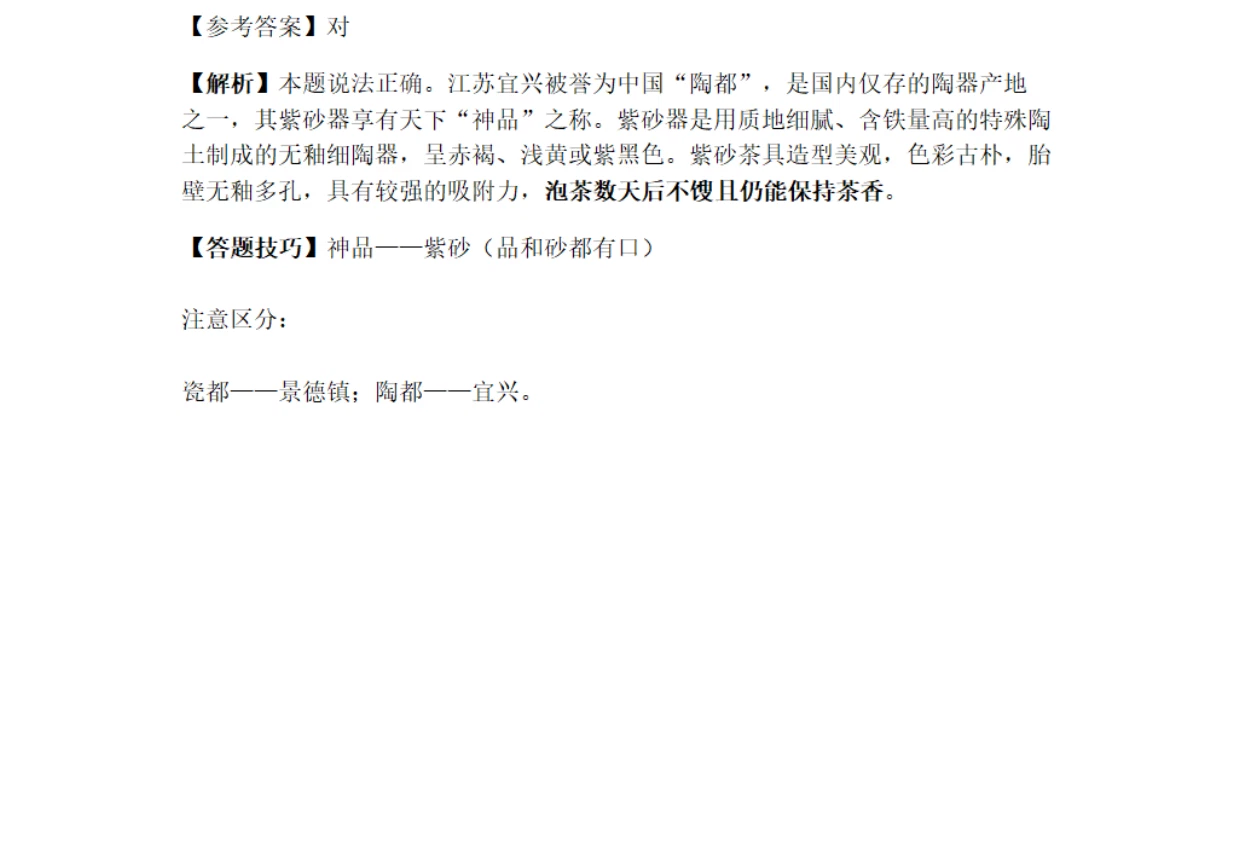 【参考答案】对
【解析】本题说法正确。江苏宜兴被誉为中国“陶都”，是国内仅存的陶器产地
之一，其紫砂器享有天下“神品”之称。紫砂器是用质地细腻、含铁量高的特殊陶
土制成的无釉细陶器，呈赤褐、浅黄或紫黑色。紫砂茶具造型美观，色彩古朴，胎
壁无釉多孔，具有较强的吸附力，泡茶数天后不馊且仍能保持茶香。
【答题技巧】神品——紫砂（品和砂都有口）
注意区分：
瓷都——景德镇；陶都——宜兴。